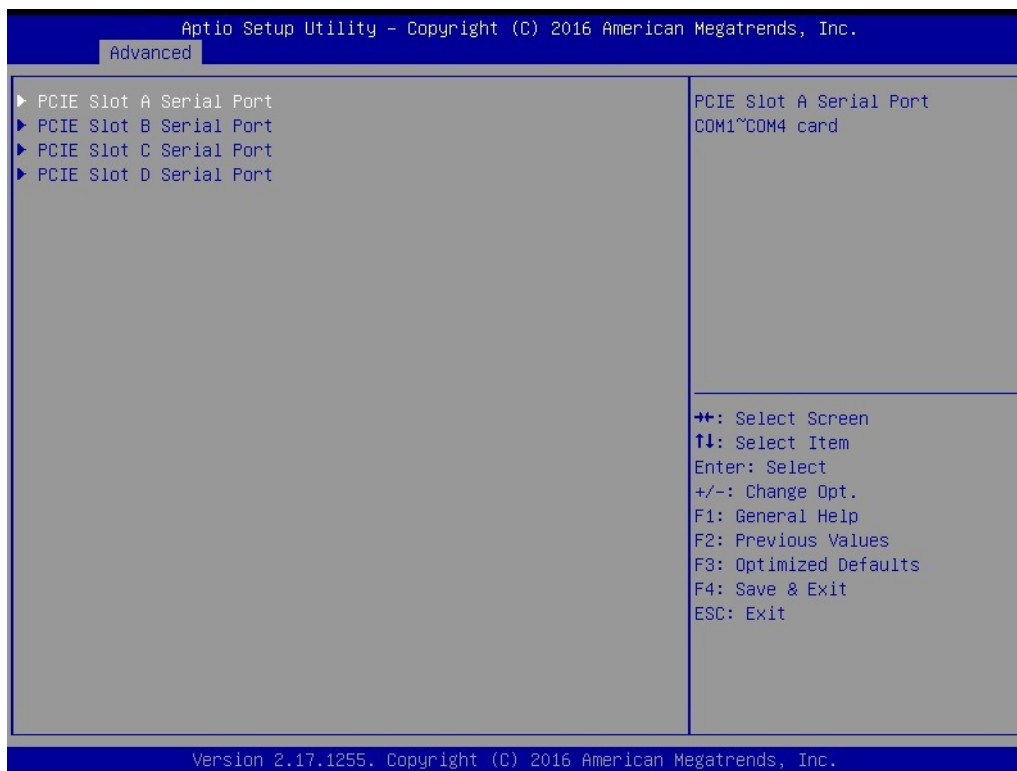 Aptio Setup Utility – Copyright (C) 2016 American Megatrends, Inc.
Advanced
▶ PCIE Slot A Serial Port
▶ PCIE Slot B Serial Port
▶ PCIE Slot C Serial Port
▶ PCIE Slot D Serial Port
PCIE Slot A Serial Port
COM1~COM4 card
→←: Select Screen
↑↓: Select Item
Enter: Select
+/-: Change Opt.
F1: General Help
F2: Previous Values
F3: Optimized Defaults
F4: Save & Exit
ESC: Exit
Version 2.17.1255. Copyright (C) 2016 American Megatrends, Inc.